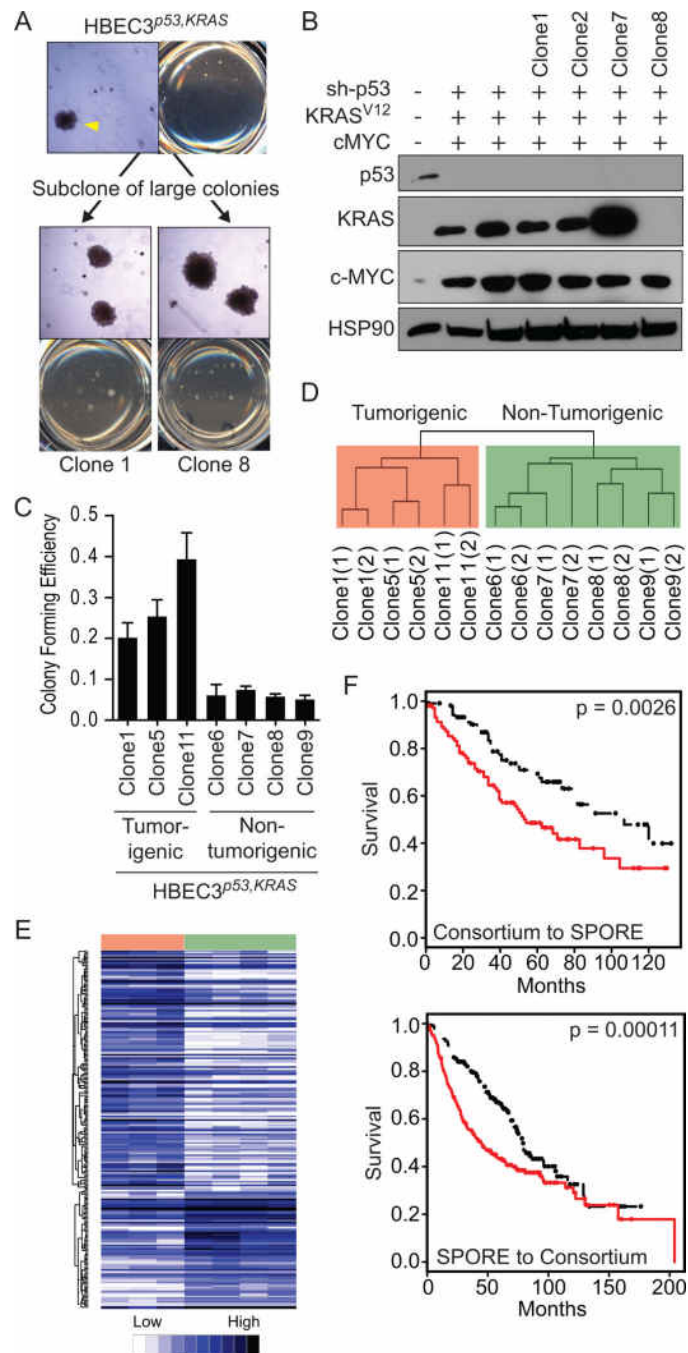 A
HBEC3p53,KRAS
Subclone of large colonies
Clone 1
Clone 8
B
Clone1
Clone2
Clone7
Clone8
sh-p53 - + + + + + +
KRASV12 - + + + + + +
cMYC - + + + + + +
p53
KRAS
c-MYC
HSP90
C
Colony Forming Efficiency
0.5
0.4
0.3
0.2
0.1
0.0
Clone1
Clone5
Clone11
Clone6
Clone7
Clone8
Clone9
Tumor-
igenic
Non-
tumorigenic
HBEC3p53,KRAS
D
Tumorigenic
Non-Tumorigenic
Clone1(1)
Clone1(2)
Clone5(1)
Clone5(2)
Clone11(1)
Clone11(2)
Clone6(1)
Clone6(2)
Clone7(1)
Clone7(2)
Clone8(1)
Clone8(2)
Clone9(1)
Clone9(2)
E
Low
High
F
p = 0.0026
Survival
1.0
0.8
0.6
0.4
0.2
0.0
Consortium to SPORE
0 20 40 60 80 100 120
Months
p = 0.00011
Survival
1.0
0.8
0.6
0.4
0.2
0.0
SPORE to Consortium
0 50 100 150 200
Months